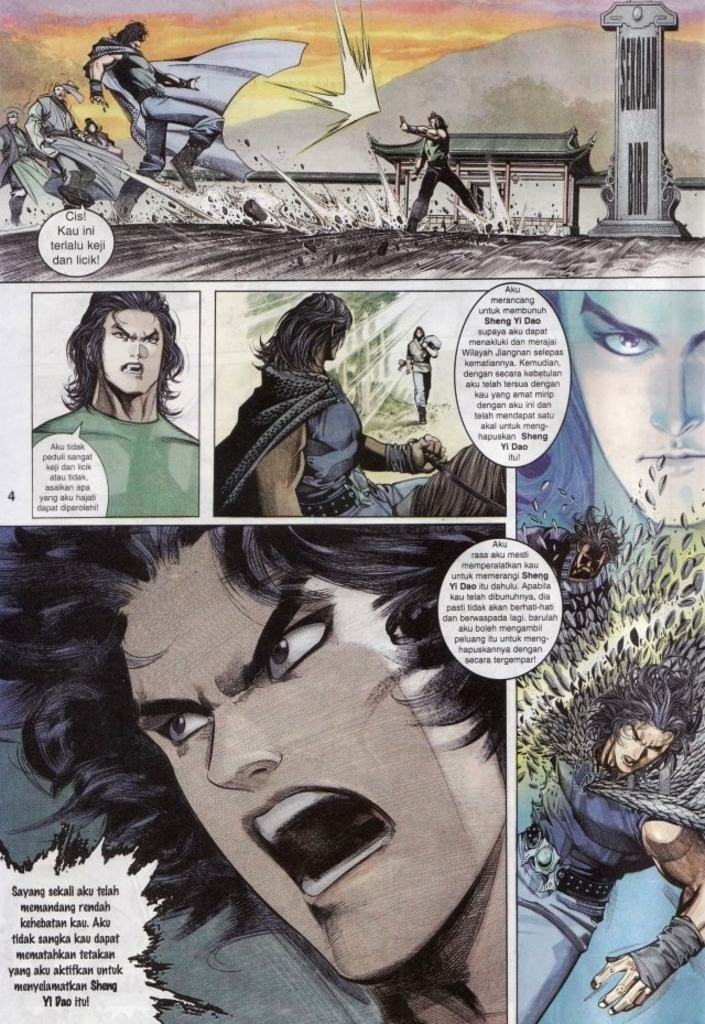 SEKOLAH
KIRI
Cis!
Kau ini
terlalu keji
dan licik!
Aku tidak
peduli sangat
keji dan licik
atau tidak,
asalkan apa
yang aku hajati
dapat diperolehi!
Aku
merancang
untuk membunuh
Sheng Yi Dao
supaya aku dapat
menakluki dan merajai
Wilayah Jiangnan selepas
kematiannya. Kemudian,
dengan secara kebetulan
aku telah tersua dengan
kau yang amat mirip
dengan aku ini dan
telah mendapat satu
akal untuk meng-
hapuskan Sheng
Yi Dao
itu!
4
Aku
rasa aku mesti
memperalatkan kau
untuk memerangi Sheng
Yi Dao itu dahulu. Apabila
kau telah dibunuhnya, dia
pasti tidak akan berhati-hati
dan berwaspada lagi. barulah
aku boleh mengambil
peluang itu untuk meng-
hapuskannya dengan
secara tergempar!
Sayang sekali aku telah
memandang rendah
kehebatan kau. Aku
tidak sangka kau dapat
mematahkan tetakan
yang aku aktifkan untuk
menyelamatkan Sheng
Yi Dao itu!